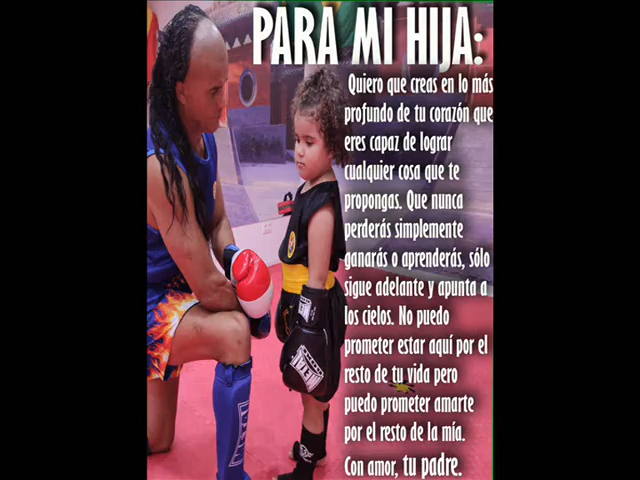 PARA MI HIJA:
Quiero que creas en lo más
profundo de tu corazón que
eres capaz de lograr
cualquier cosa que te
propongas. Que nunca
perderás simplemente
ganarás o aprenderás, sólo
sigue adelante y apunta a
los cielos. No puedo
prometer estar aquí por el
resto de tu vida pero
puedo prometer amarte
por el resto de la mía.
Con amor, tu padre.